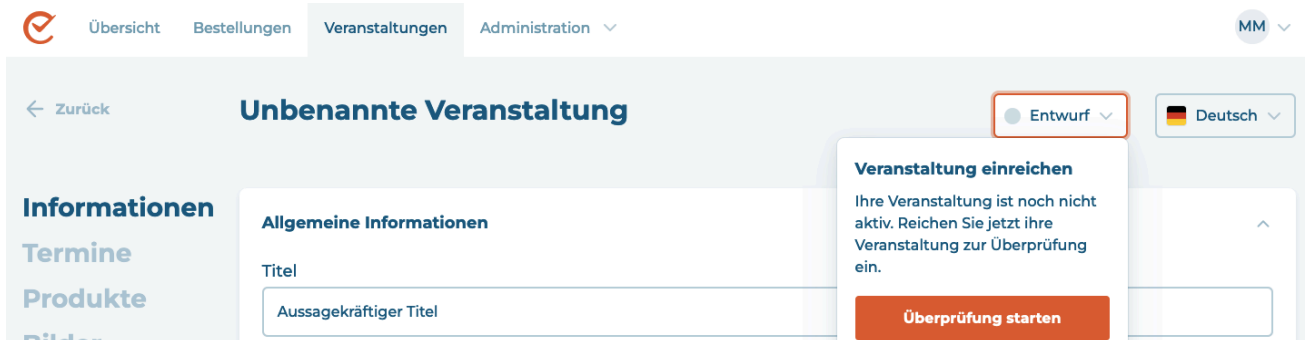 Übersicht Bestellungen Veranstaltungen Administration MM
Zurück Unbenannte Veranstaltung Entwurf Deutsch
Veranstaltung einreichen
Ihre Veranstaltung ist noch nicht
aktiv. Reichen Sie jetzt ihre
Veranstaltung zur Überprüfung
ein.
Überprüfung starten
Informationen
Termine
Produkte
Bilder
Allgemeine Informationen
Titel
Aussagekräftiger Titel